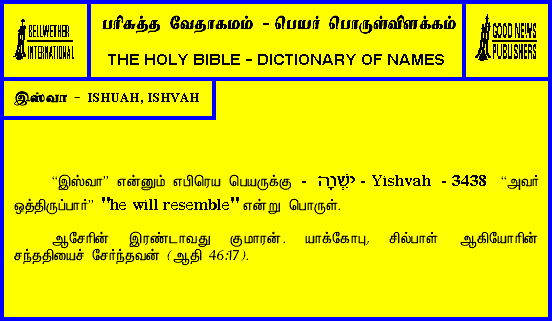 BELLWETHER
INTERNATIONAL
பரிசுத்த வேதாகமம் - பெயர் பொருள்விளக்கம்
THE HOLY BIBLE - DICTIONARY OF NAMES
GOOD NEWS
PUBLISHERS
இஸ்வா - ISHUAH, ISHVAH
“இஸ்வா” என்னும் எபிரெய பெயருக்கு - יִשְׁוָה - Yishvah - 3438 “அவர்
ஒத்திருப்பார்” "he will resemble" என்று பொருள்.
ஆசேரின் இரண்டாவது குமாரன். யாக்கோபு, சில்பாள் ஆகியோரின்
சந்ததியைச் சேர்ந்தவன் (ஆதி 46:17).